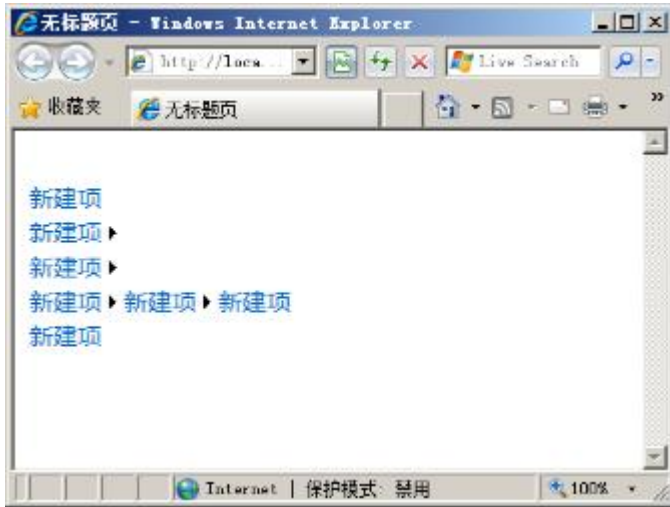 无标题页 - Windows Internet Explorer
http://loca... Live Search
收藏夹 无标题页 »
新建项
新建项
新建项
新建项 新建项 新建项
新建项
Internet | 保护模式: 禁用 100%